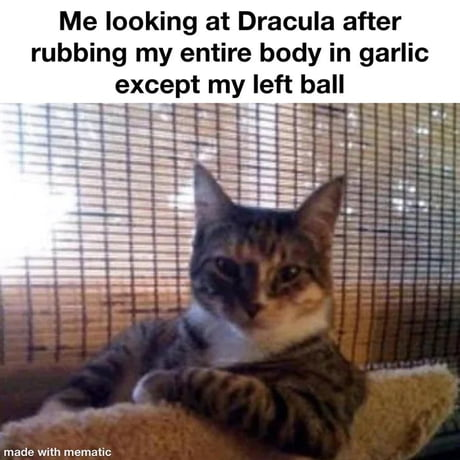 Me looking at Dracula after
rubbing my entire body in garlic
except my left ball
made with mematic